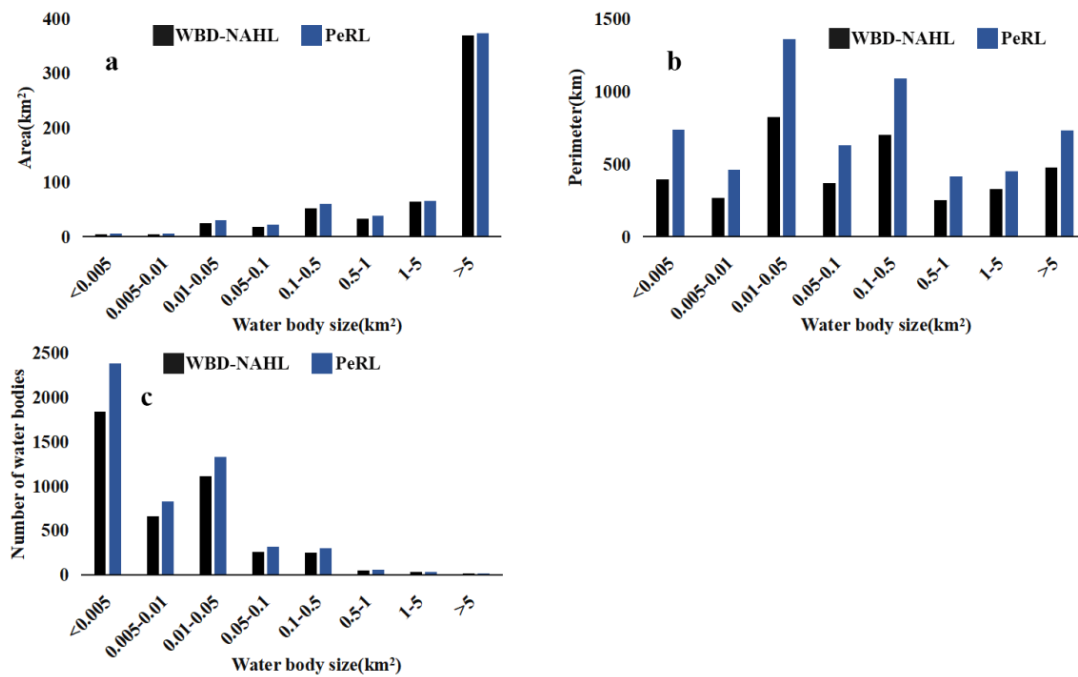 400
300
200
100
0
Area(km²)
WBD-NAHL PeRL
a
<0.005 0.005-0.01 0.01-0.05 0.05-0.1 0.1-0.5 0.5-1 1-5 >5
Water body size(km²)
1500
1000
500
0
Perimeter(km)
WBD-NAHL PeRL
b
<0.005 0.005-0.01 0.01-0.05 0.05-0.1 0.1-0.5 0.5-1 1-5 >5
Water body size(km²)
2500
2000
1500
1000
500
0
Number of water bodies
WBD-NAHL PeRL
c
<0.005 0.005-0.01 0.01-0.05 0.05-0.1 0.1-0.5 0.5-1 1-5 >5
Water body size(km²)